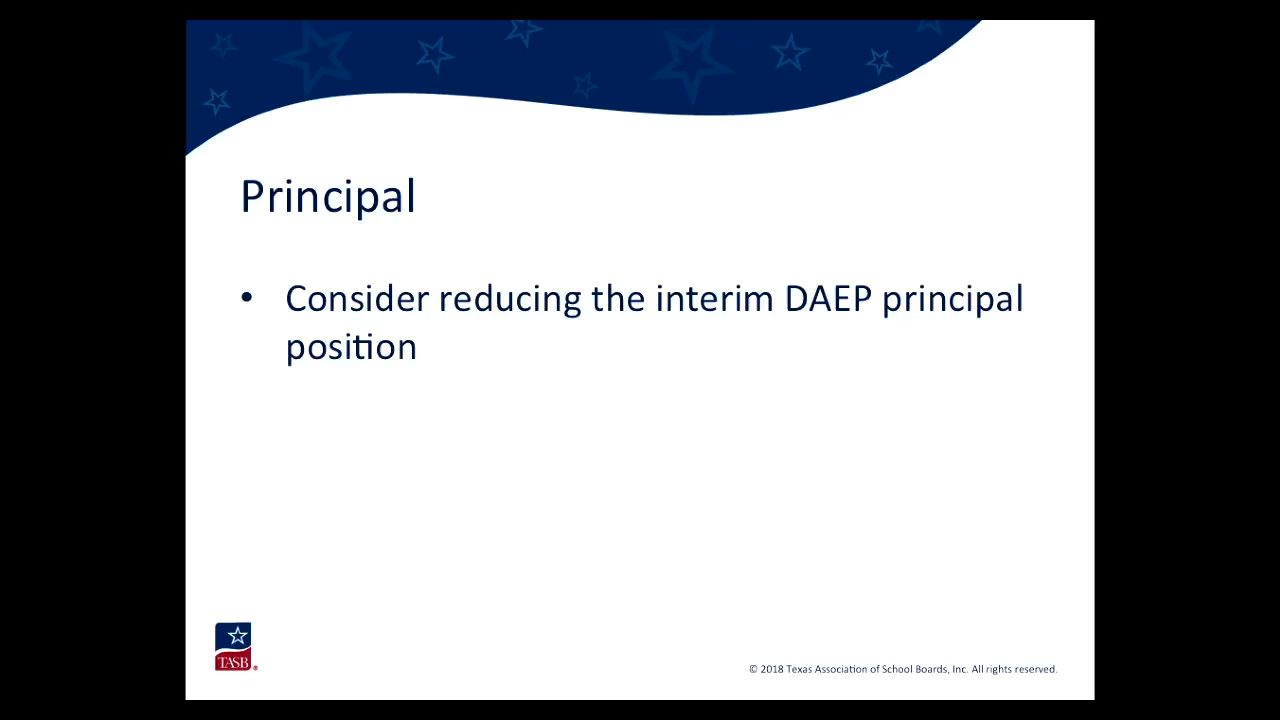 Principal
• Consider reducing the interim DAEP principal
position
TASB®
© 2018 Texas Association of School Boards, Inc. All rights reserved.